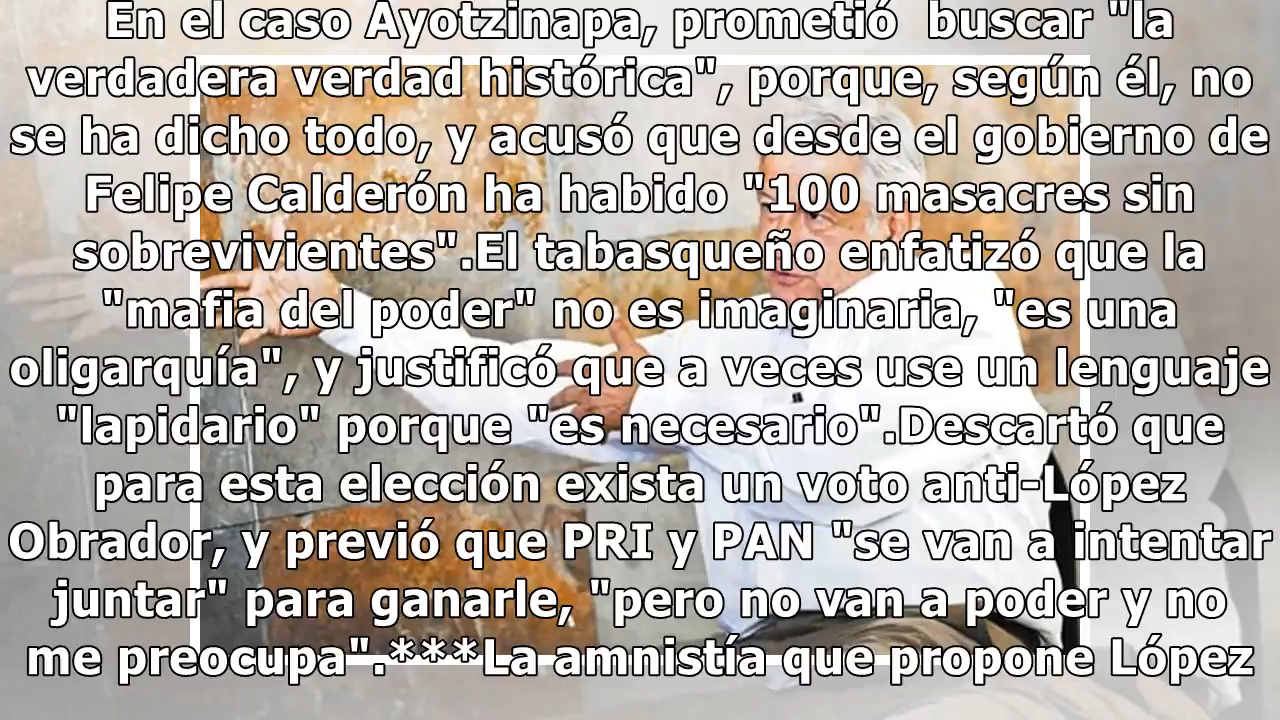 En el caso Ayotzinapa, prometió  buscar "la
verdadera verdad histórica", porque, según él, no
se ha dicho todo, y acusó que desde el gobierno de
Felipe Calderón ha habido "100 masacres sin
sobrevivientes".El tabasqueño enfatizó que la
"mafia del poder" no es imaginaria, "es una
oligarquía", y justificó que a veces use un lenguaje
"lapidario" porque "es necesario".Descartó que
para esta elección exista un voto anti-López
Obrador, y previó que PRI y PAN "se van a intentar
juntar" para ganarle, "pero no van a poder y no
me preocupa".***La amnistía que propone López